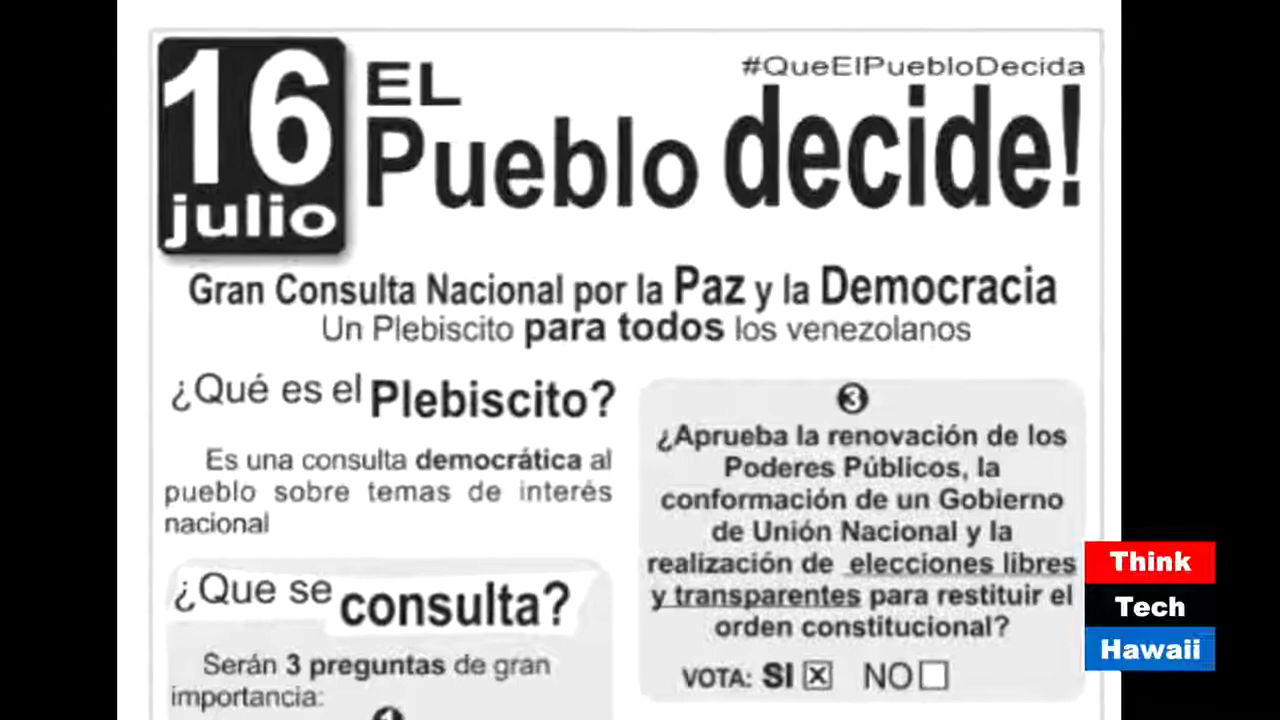 16
julio
EL
#QueElPuebloDecida
Pueblo decide!
Gran Consulta Nacional por la Paz y la Democracia
Un Plebiscito para todos los venezolanos
¿Qué es el Plebiscito?
Es una consulta democrática al
pueblo sobre temas de interés
nacional
¿Que se consulta?
Serán 3 preguntas de gran
importancia:
1
3
¿Aprueba la renovación de los
Poderes Públicos, la
conformación de un Gobierno
de Unión Nacional y la
realización de elecciones libres
y transparentes para restituir el
orden constitucional?
VOTA: SI NO
Think
Tech
Hawaii